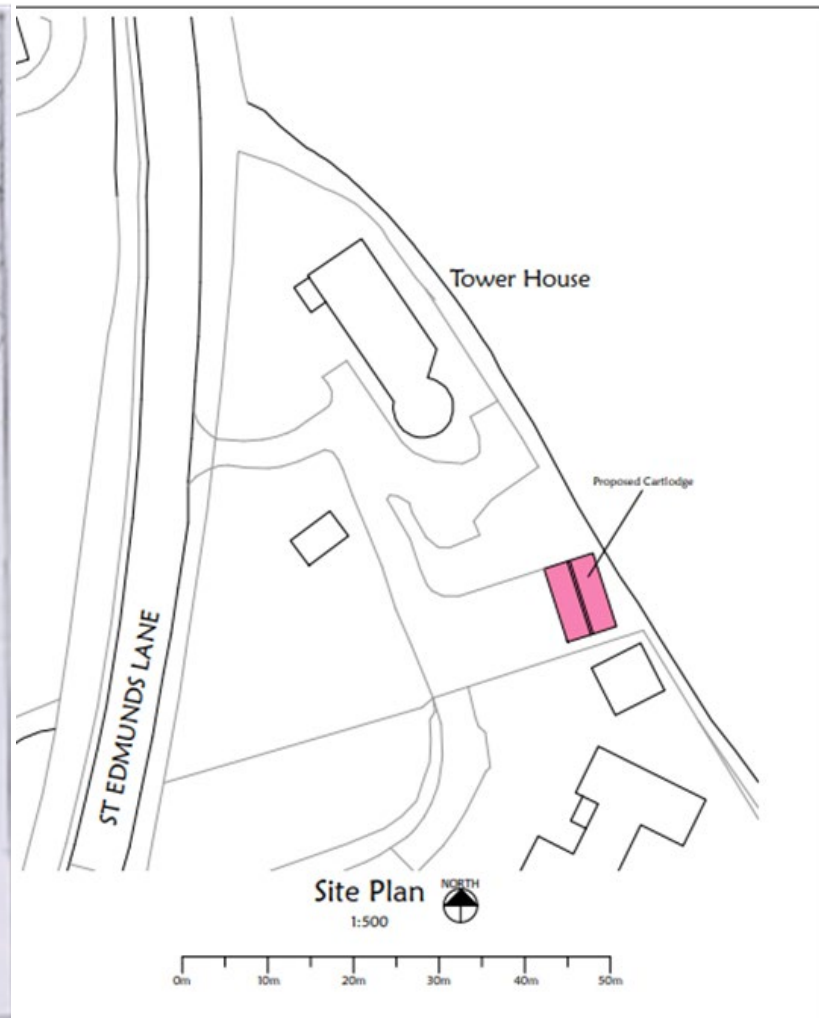 Tower House
Proposed Cartlodge
ST EDMUNDS LANE
Site Plan
NORTH
1:500
0m 10m 20m 30m 40m 50m